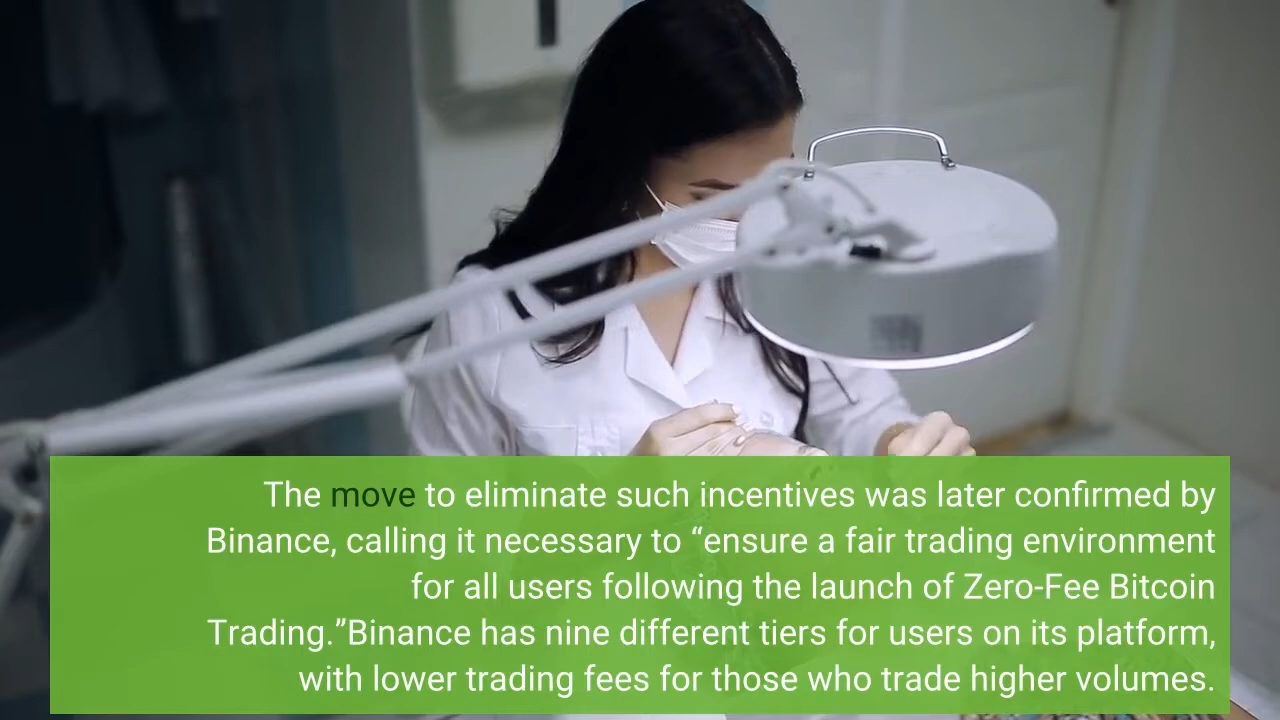 The move to eliminate such incentives was later confirmed by
Binance, calling it necessary to “ensure a fair trading environment
for all users following the launch of Zero-Fee Bitcoin
Trading.”Binance has nine different tiers for users on its platform,
with lower trading fees for those who trade higher volumes.